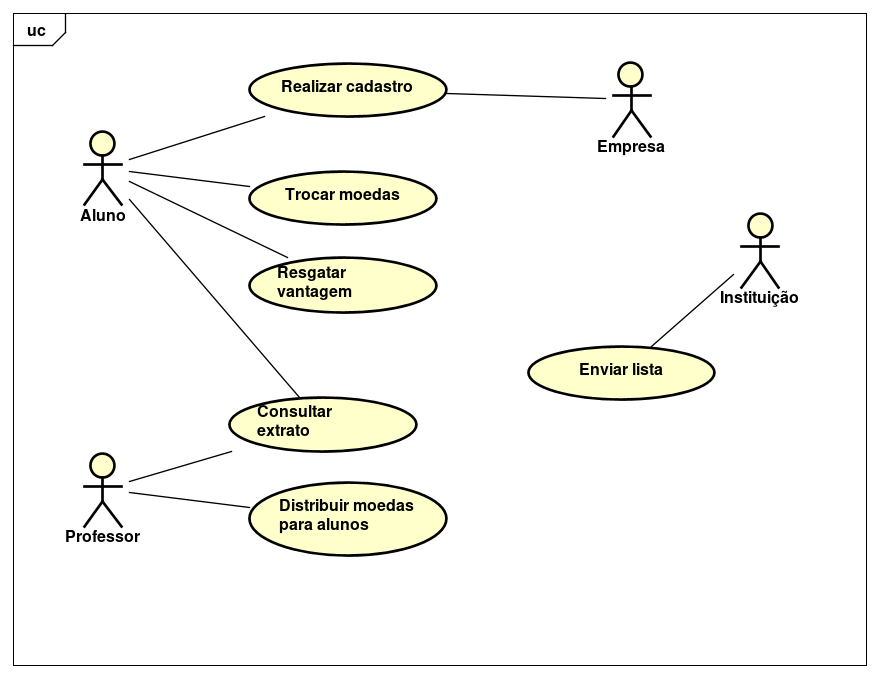 uc
Realizar cadastro
Empresa
Trocar moedas
Aluno
Resgatar
vantagem
Instituição
Enviar lista
Consultar
extrato
Distribuir moedas
para alunos
Professor